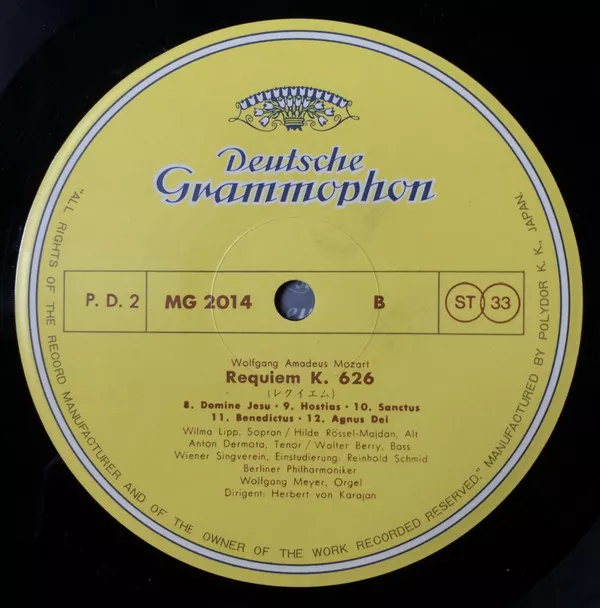 Deutsche
Grammophon
P. D. 2
MG 2014
B
ST 33
Wolfgang Amadeus Mozart
Requiem K. 626
(レクイエム)
8. Domine Jesu · 9. Hostias · 10. Sanctus
11. Benedictus · 12. Agnus Dei
Wilma Lipp, Sopran / Hilde Rössel-Majdan, Alt
Anton Dermota, Tenor / Walter Berry, Bass
Wiener Singverein, Einstudierung: Reinhold Schmid
Berliner Philharmoniker
Wolfgang Meyer, Orgel
Dirigent: Herbert von Karajan
"ALL RIGHTS OF THE RECORD MANUFACTURER AND OF THE OWNER OF THE WORK RECORDED RESERVED." MANUFACTURED BY POLYDOR K. K., JAPAN.